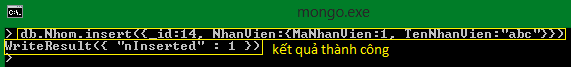 mongo.exe
> db.Nhom.insert({_id:14, NhanVien:{MaNhanVien:1, TenNhanVien:"abc"}})
WriteResult({ "nInserted" : 1 }) kết quả thành công
>